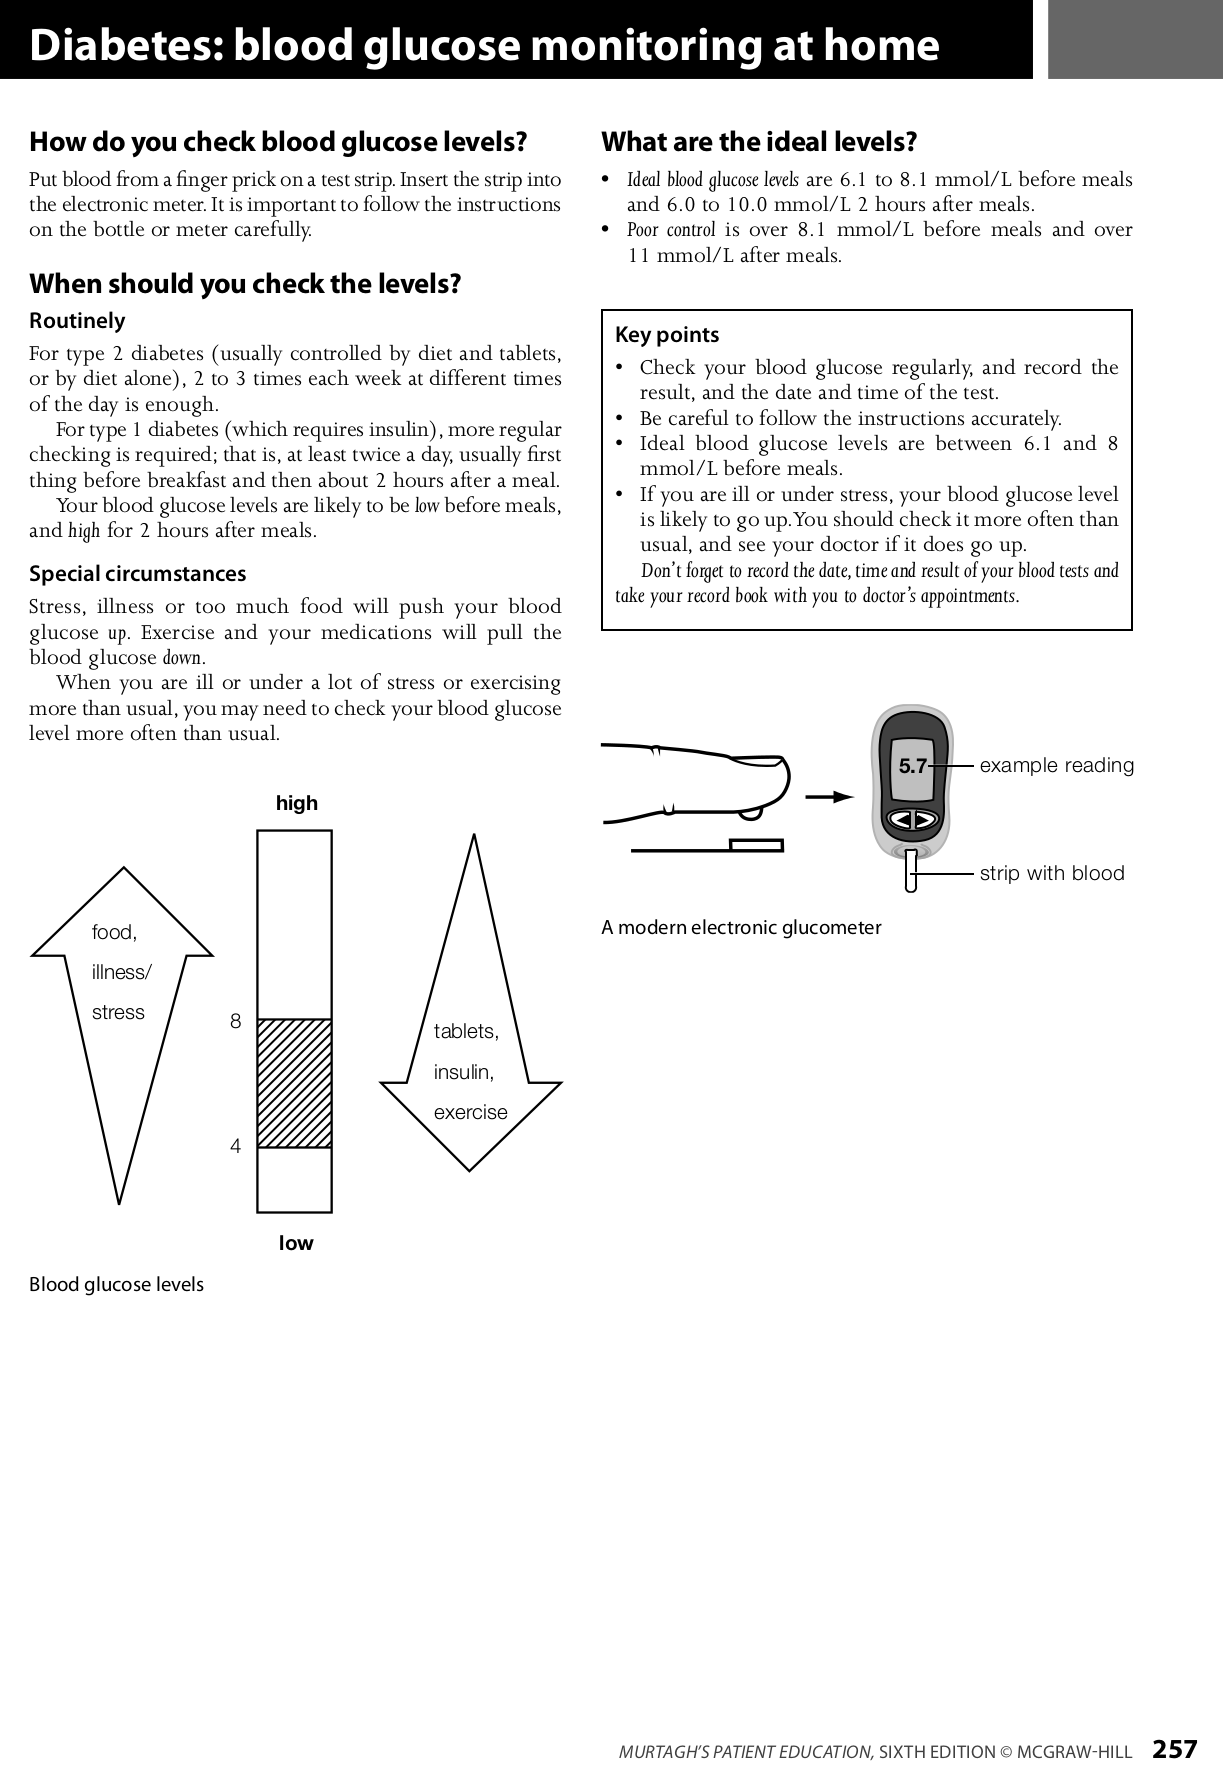 Diabetes: blood glucose monitoring at home
How do you check blood glucose levels?
Put blood from a finger prick on a test strip. Insert the strip into
the electronic meter. It is important to follow the instructions
on the bottle or meter carefully.
When should you check the levels?
Routinely
For type 2 diabetes (usually controlled by diet and tablets,
or by diet alone), 2 to 3 times each week at different times
of the day is enough.
For type 1 diabetes (which requires insulin), more regular
checking is required; that is, at least twice a day, usually first
thing before breakfast and then about 2 hours after a meal.
Your blood glucose levels are likely to be low before meals,
and high for 2 hours after meals.
Special circumstances
Stress, illness or too much food will push your blood
glucose up. Exercise and your medications will pull the
blood glucose down.
When you are ill or under a lot of stress or exercising
more than usual, you may need to check your blood glucose
level more often than usual.
high
food,
illness/
stress
8
4
tablets,
insulin,
exercise
low
Blood glucose levels
What are the ideal levels?
• Ideal blood glucose levels are 6.1 to 8.1 mmol/L before meals
and 6.0 to 10.0 mmol/L 2 hours after meals.
• Poor control is over 8.1 mmol/L before meals and over
11 mmol/L after meals.
Key points
• Check your blood glucose regularly, and record the
result, and the date and time of the test.
• Be careful to follow the instructions accurately.
• Ideal blood glucose levels are between 6.1 and 8
mmol/L before meals.
• If you are ill or under stress, your blood glucose level
is likely to go up.You should check it more often than
usual, and see your doctor if it does go up.
Don't forget to record the date, time and result of your blood tests and
take your record book with you to doctor's appointments.
5.7
example reading
strip with blood
A modern electronic glucometer
MURTAGH'S PATIENT EDUCATION, SIXTH EDITION © MCGRAW-HILL 257